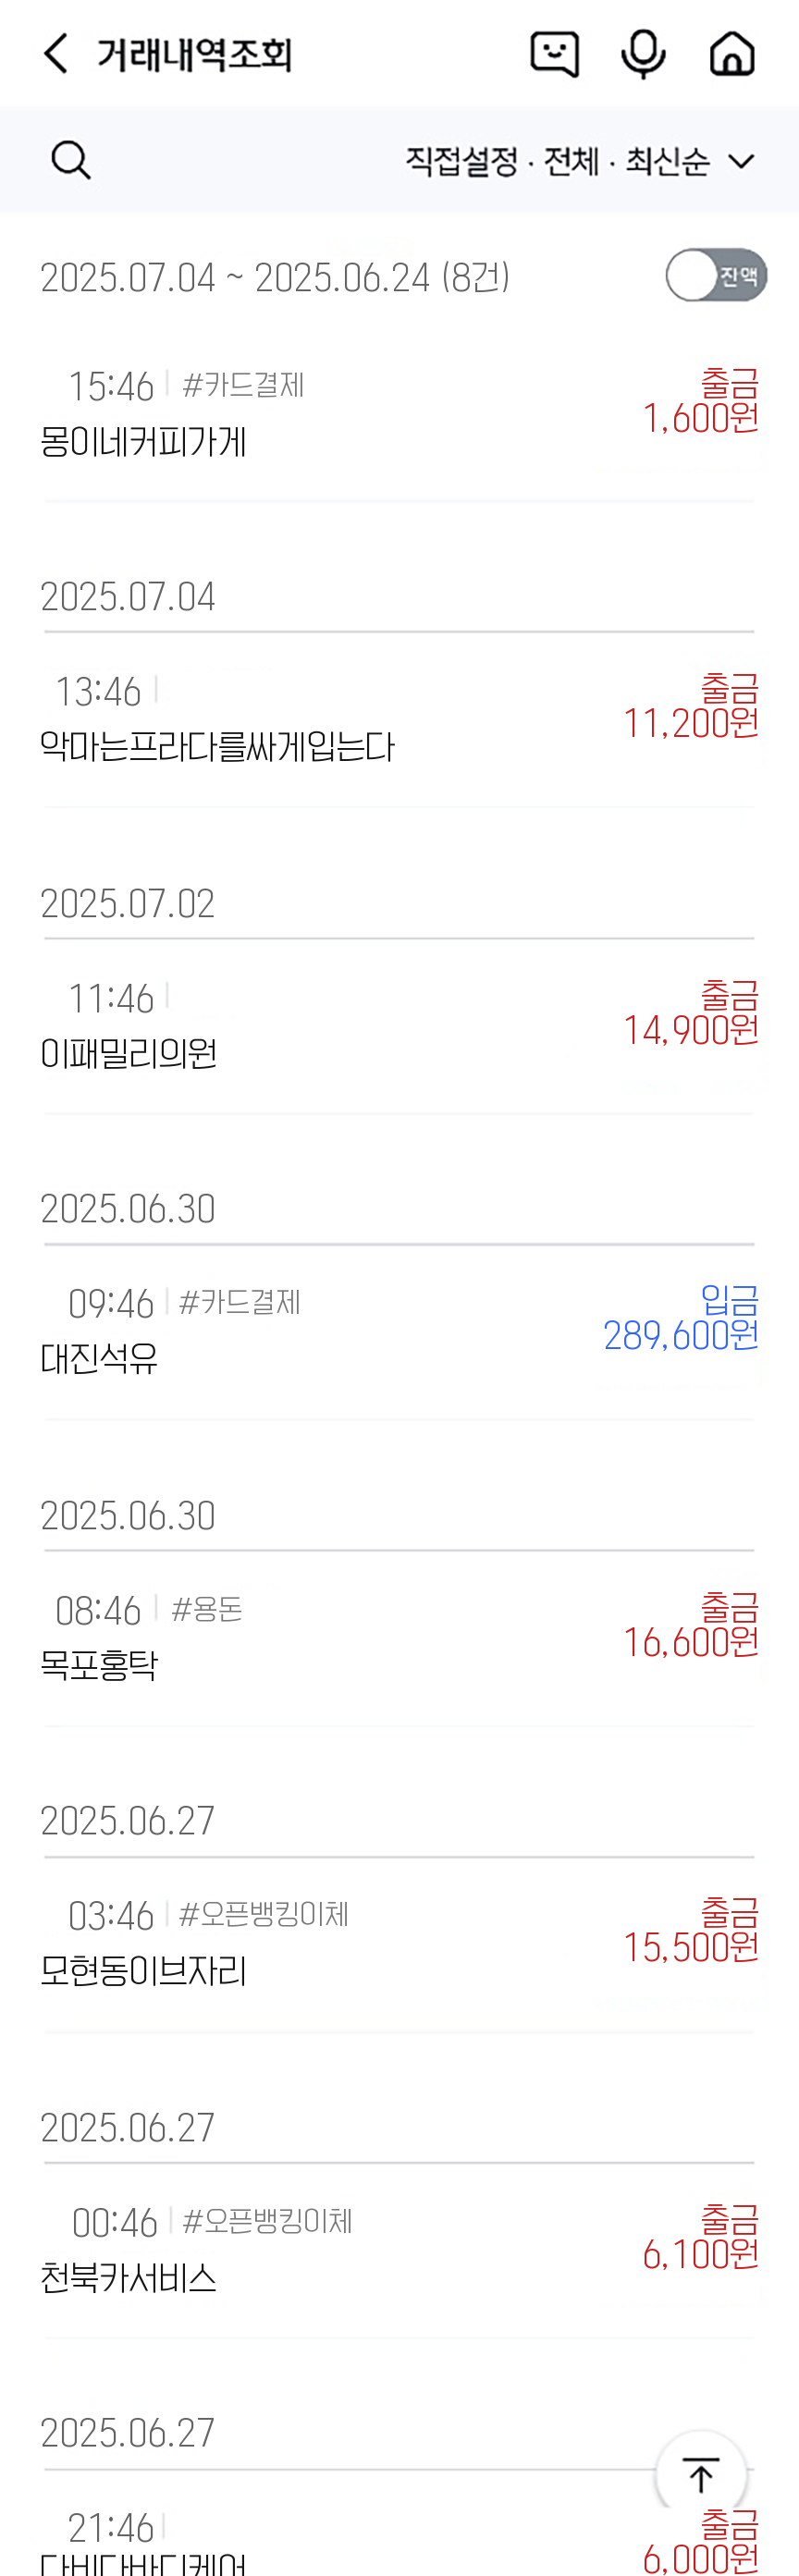 거래내역조회
직접설정 · 전체 · 최신순
2025.07.04 ~ 2025.06.24 (8건)
잔액
15:46 #카드결제
출금
몽이네커피가게
1,600원
2025.07.04
13:46
출금
악마는프라다를싸게입는다
11,200원
2025.07.02
11:46
출금
이패밀리의원
14,900원
2025.06.30
09:46 #카드결제
입금
대진석유
289,600원
2025.06.30
08:46 #용돈
출금
목포홍탁
16,600원
2025.06.27
03:46 #오픈뱅킹이체
출금
모현동이브자리
15,500원
2025.06.27
00:46 #오픈뱅킹이체
출금
천북카서비스
6,100원
2025.06.27
21:46
출금
6,000원